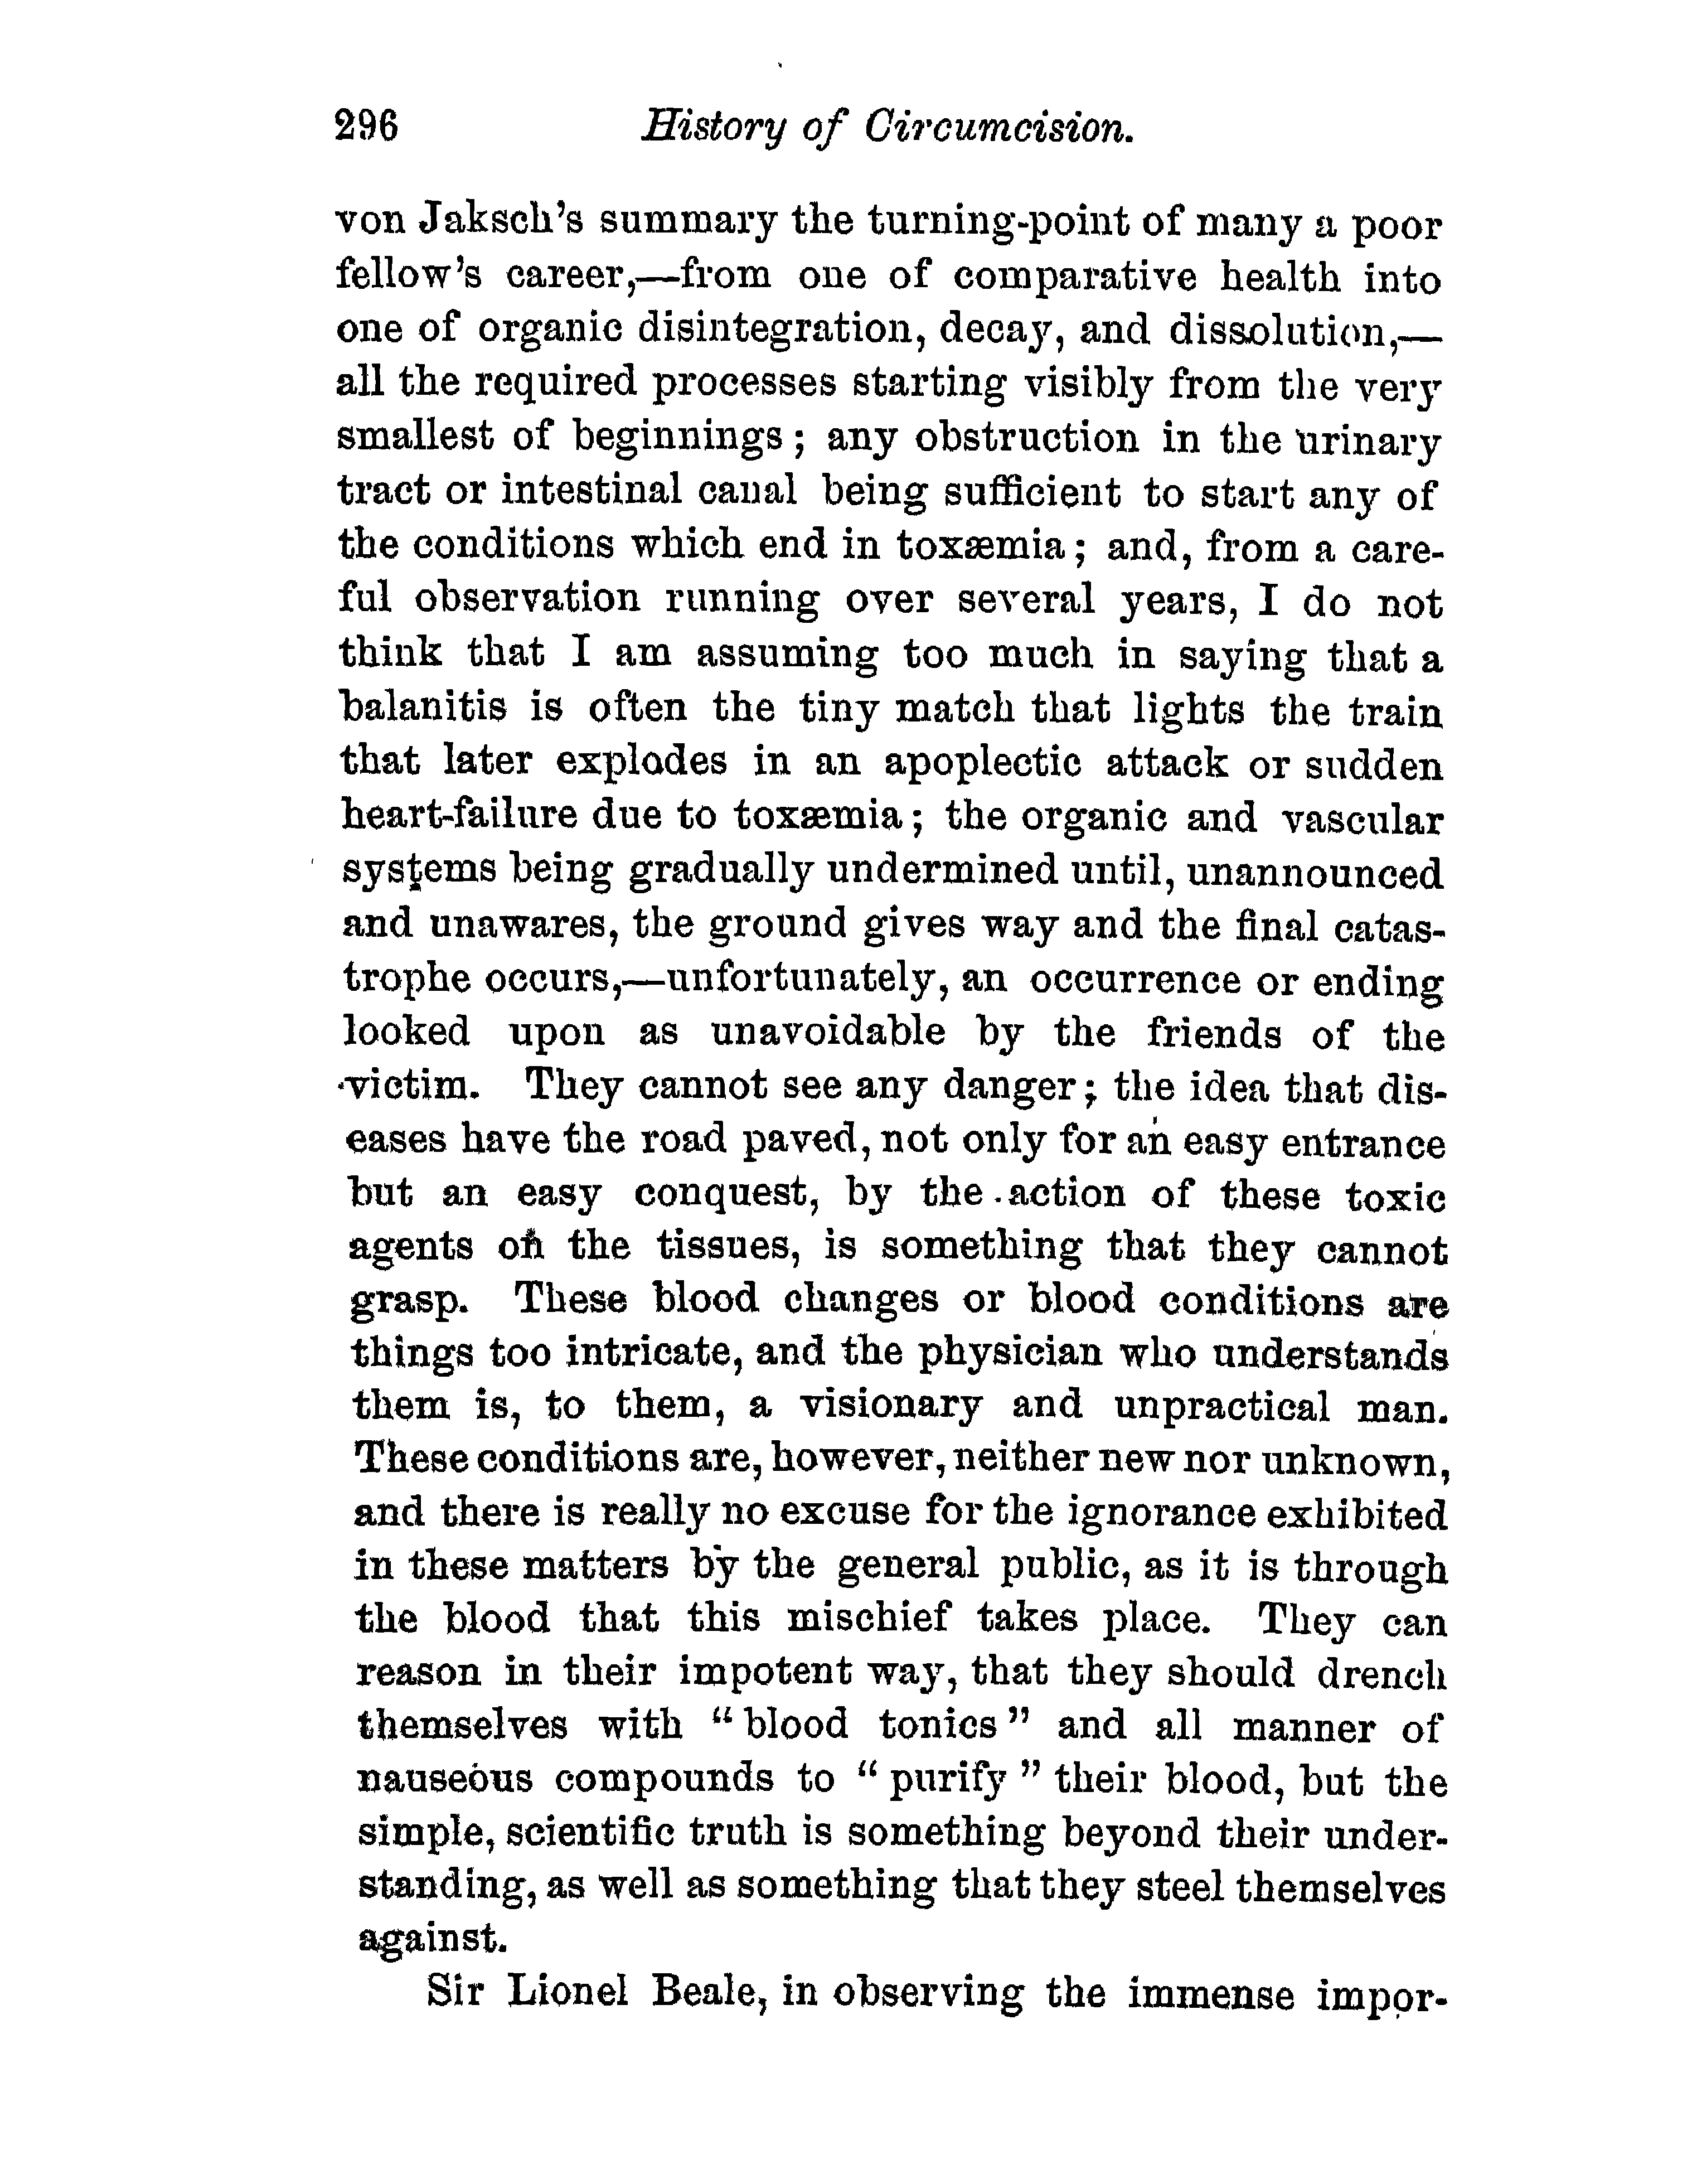 296 History of Circumcision.
von Jaksch's summary the turning-point of many a poor
fellow's career,—from one of comparative health into
one of organic disintegration, decay, and dissolution,—
all the required processes starting visibly from the very
smallest of beginnings; any obstruction in the urinary
tract or intestinal canal being sufficient to start any of
the conditions which end in toxæmia; and, from a care-
ful observation running over several years, I do not
think that I am assuming too much in saying that a
balanitis is often the tiny match that lights the train
that later explodes in an apoplectic attack or sudden
heart-failure due to toxæmia; the organic and vascular
systems being gradually undermined until, unannounced
and unawares, the ground gives way and the final catas-
trophe occurs,—unfortunately, an occurrence or ending
looked upon as unavoidable by the friends of the
victim. They cannot see any danger; the idea that dis-
eases have the road paved, not only for an easy entrance
but an easy conquest, by the action of these toxic
agents on the tissues, is something that they cannot
grasp. These blood changes or blood conditions are
things too intricate, and the physician who understands
them is, to them, a visionary and unpractical man.
These conditions are, however, neither new nor unknown,
and there is really no excuse for the ignorance exhibited
in these matters by the general public, as it is through
the blood that this mischief takes place. They can
reason in their impotent way, that they should drench
themselves with "blood tonics" and all manner of
nauseous compounds to "purify" their blood, but the
simple, scientific truth is something beyond their under-
standing, as well as something that they steel themselves
against.
Sir Lionel Beale, in observing the immense impor-